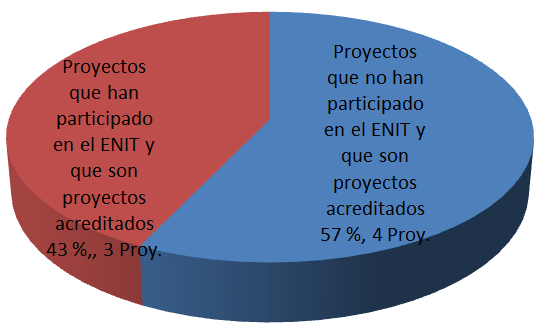 Proyectos
que han
participado
en el ENIT y
que son
proyectos
acreditados
43 %,, 3 Proy.
Proyectos
que no han
participado
en el ENIT y
que son
proyectos
acreditados
57 %, 4 Proy.